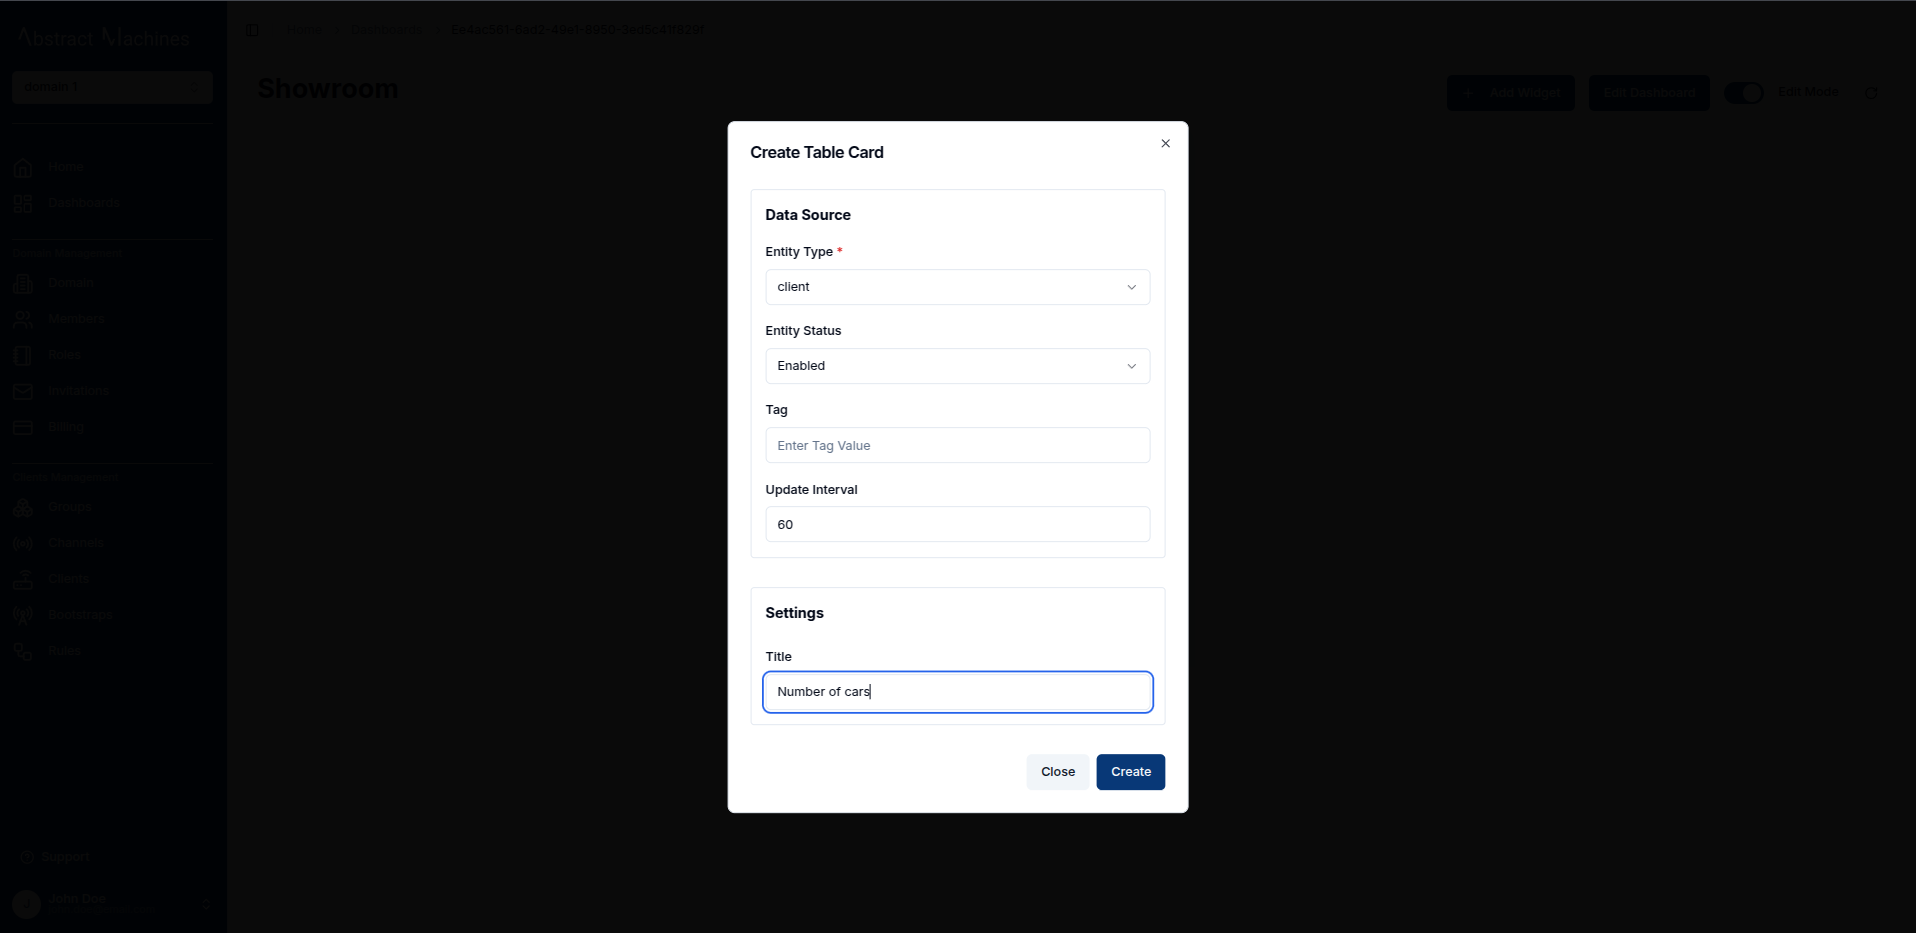 Abstract Machines
domain 1
Home
Dashboards
Domain Management
Domain
Members
Roles
Invitations
Billing
Clients Management
Groups
Channels
Clients
Bootstraps
Rules
Support
John Doe
Home
Dashboards
Showroom
+ Add Widget
Edit Dashboard
Edit Mode
Create Table Card
Data Source
Entity Type *
client
Entity Status
Enabled
Tag
Enter Tag Value
Update Interval
60
Settings
Title
Number of cars
Close
Create